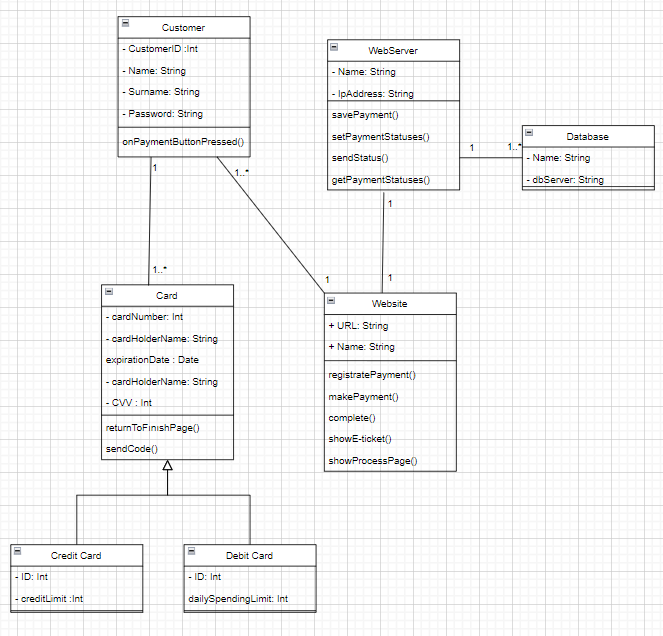 Customer
- CustomerID :Int
- Name: String
- Surname: String
- Password: String
onPaymentButtonPressed()
WebServer
- Name: String
- IpAddress: String
savePayment()
setPaymentStatuses()
sendStatus()
getPaymentStatuses()
Database
- Name: String
- dbServer: String
1
1..*
1
1..*
1
1..*
1
1
1
Card
- cardNumber: Int
- cardHolderName: String
expirationDate : Date
- cardHolderName: String
- CVV : Int
returnToFinishPage()
sendCode()
Website
+ URL: String
+ Name: String
registratePayment()
makePayment()
complete()
showE-ticket()
showProcessPage()
Credit Card
- ID: Int
- creditLimit :Int
Debit Card
- ID: Int
dailySpendingLimit: Int